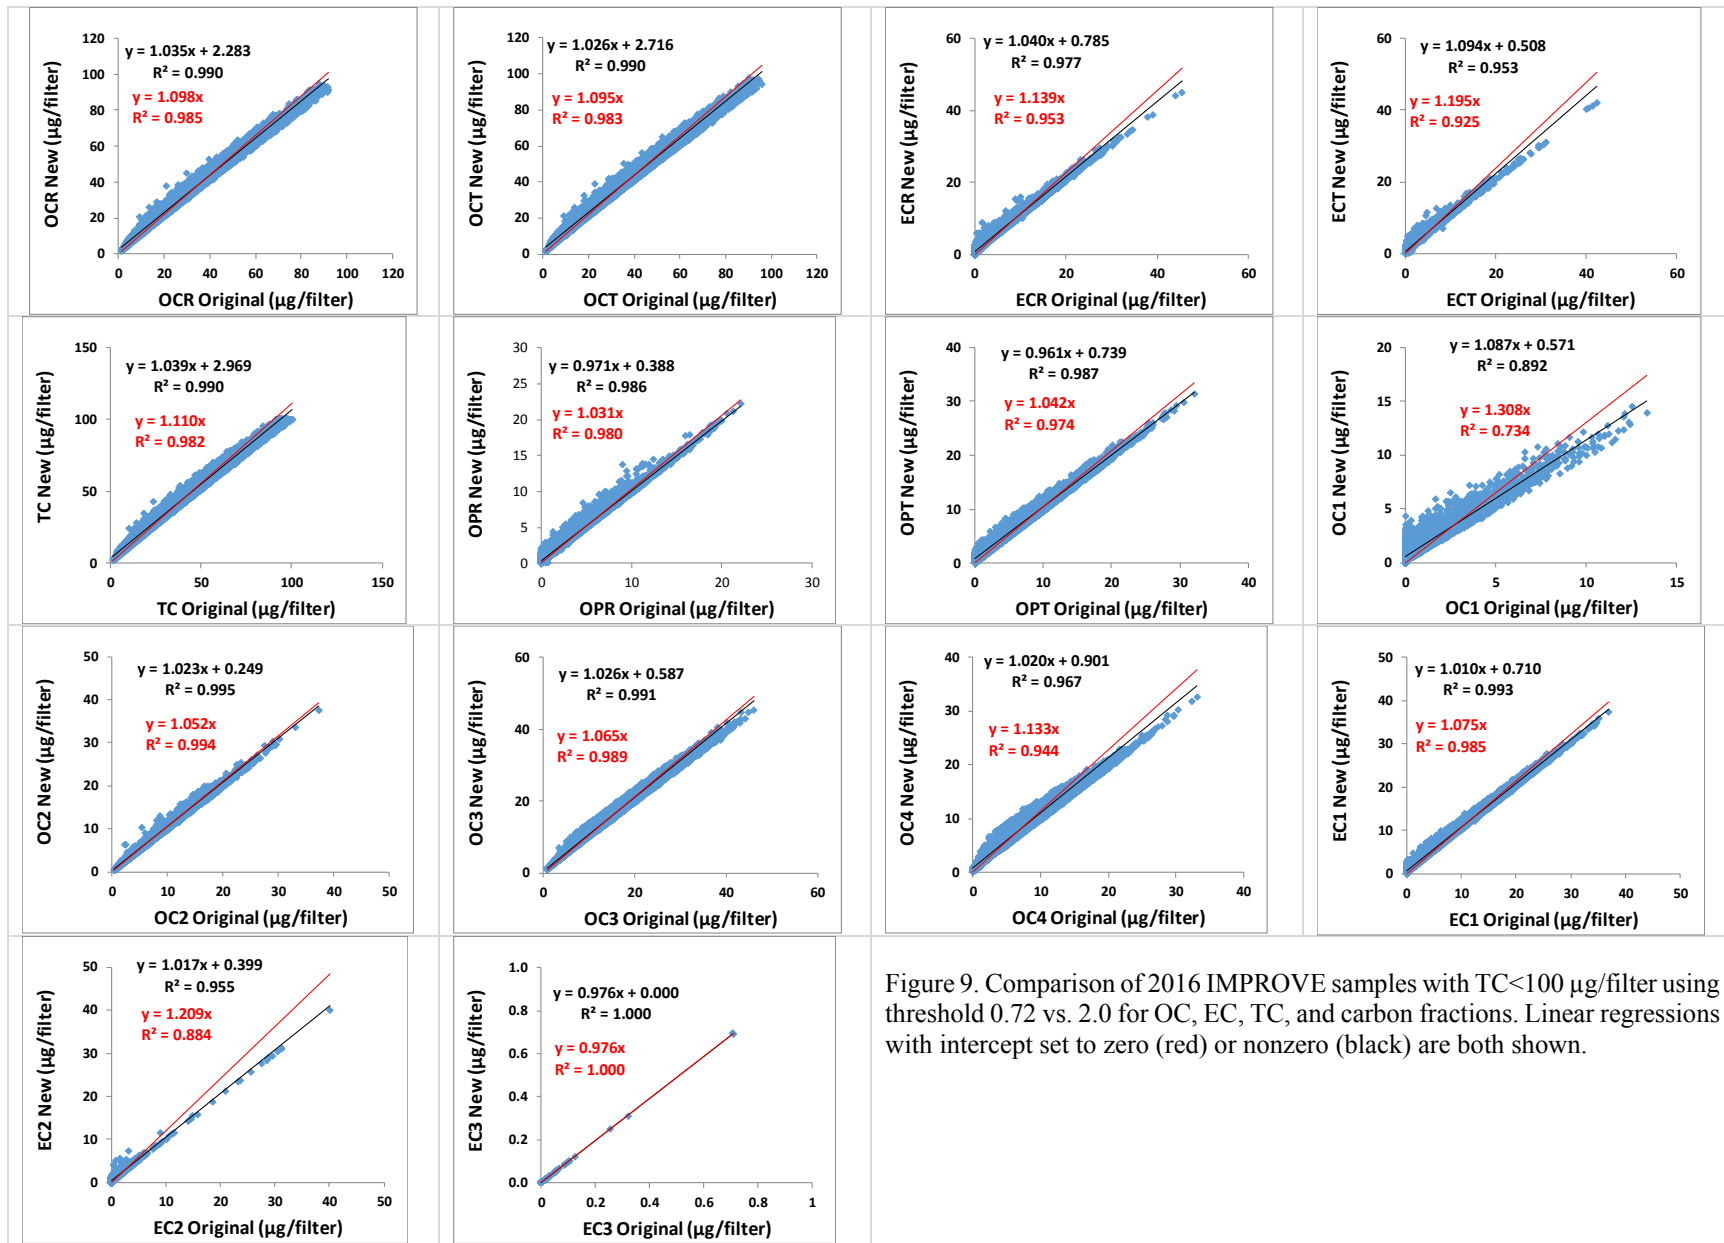 y = 1.035x + 2.283
R² = 0.990
y = 1.098x
R² = 0.985
OCR New (µg/filter)
120
100
80
60
40
20
0
0 20 40 60 80 100 120
OCR Original (µg/filter)
y = 1.026x + 2.716
R² = 0.990
y = 1.095x
R² = 0.983
OCT New (µg/filter)
120
100
80
60
40
20
0
0 20 40 60 80 100 120
OCT Original (µg/filter)
y = 1.040x + 0.785
R² = 0.977
y = 1.139x
R² = 0.953
ECR New (µg/filter)
60
40
20
0
0 20 40 60
ECR Original (µg/filter)
y = 1.094x + 0.508
R² = 0.953
y = 1.195x
R² = 0.925
ECT New (µg/filter)
60
40
20
0
0 20 40 60
ECT Original (µg/filter)
y = 1.039x + 2.969
R² = 0.990
y = 1.110x
R² = 0.982
TC New (µg/filter)
150
100
50
0
0 50 100 150
TC Original (µg/filter)
y = 0.971x + 0.388
R² = 0.986
y = 1.031x
R² = 0.980
OPR New (µg/filter)
30
25
20
15
10
5
0
0 10 20 30
OPR Original (µg/filter)
y = 0.961x + 0.739
R² = 0.987
y = 1.042x
R² = 0.974
OPT New (µg/filter)
40
30
20
10
0
0 10 20 30 40
OPT Original (µg/filter)
y = 1.087x + 0.571
R² = 0.892
y = 1.308x
R² = 0.734
OC1 New (µg/filter)
20
15
10
5
0
0 5 10 15
OC1 Original (µg/filter)
y = 1.023x + 0.249
R² = 0.995
y = 1.052x
R² = 0.994
OC2 New (µg/filter)
50
40
30
20
10
0
0 10 20 30 40 50
OC2 Original (µg/filter)
y = 1.026x + 0.587
R² = 0.991
y = 1.065x
R² = 0.989
OC3 New (µg/filter)
60
40
20
0
0 20 40 60
OC3 Original (µg/filter)
y = 1.020x + 0.901
R² = 0.967
y = 1.133x
R² = 0.944
OC4 New (µg/filter)
40
30
20
10
0
0 10 20 30 40
OC4 Original (µg/filter)
y = 1.010x + 0.710
R² = 0.993
y = 1.075x
R² = 0.985
EC1 New (µg/filter)
50
40
30
20
10
0
0 10 20 30 40 50
EC1 Original (µg/filter)
y = 1.017x + 0.399
R² = 0.955
y = 1.209x
R² = 0.884
EC2 New (µg/filter)
50
40
30
20
10
0
0 10 20 30 40 50
EC2 Original (µg/filter)
y = 0.976x + 0.000
R² = 1.000
y = 0.976x
R² = 1.000
EC3 New (µg/filter)
1.0
0.8
0.6
0.4
0.2
0.0
0 0.2 0.4 0.6 0.8 1
EC3 Original (µg/filter)
Figure 9. Comparison of 2016 IMPROVE samples with TC<100 µg/filter using
threshold 0.72 vs. 2.0 for OC, EC, TC, and carbon fractions. Linear regressions
with intercept set to zero (red) or nonzero (black) are both shown.